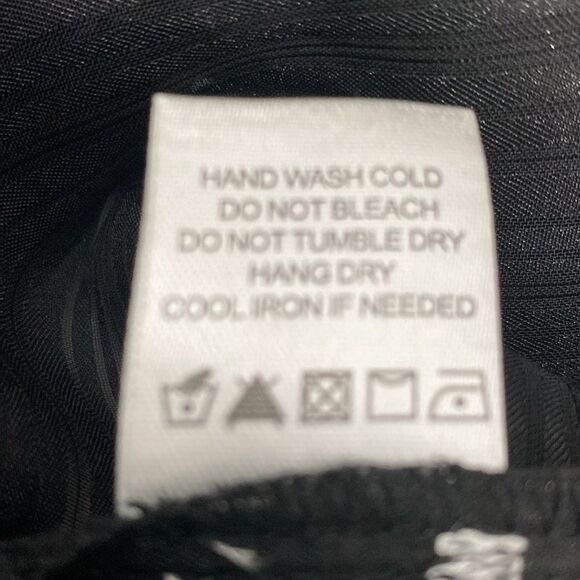 HAND WASH COLD
DO NOT BLEACH
DO NOT TUMBLE DRY
HANG DRY
COOL IRON IF NEEDED